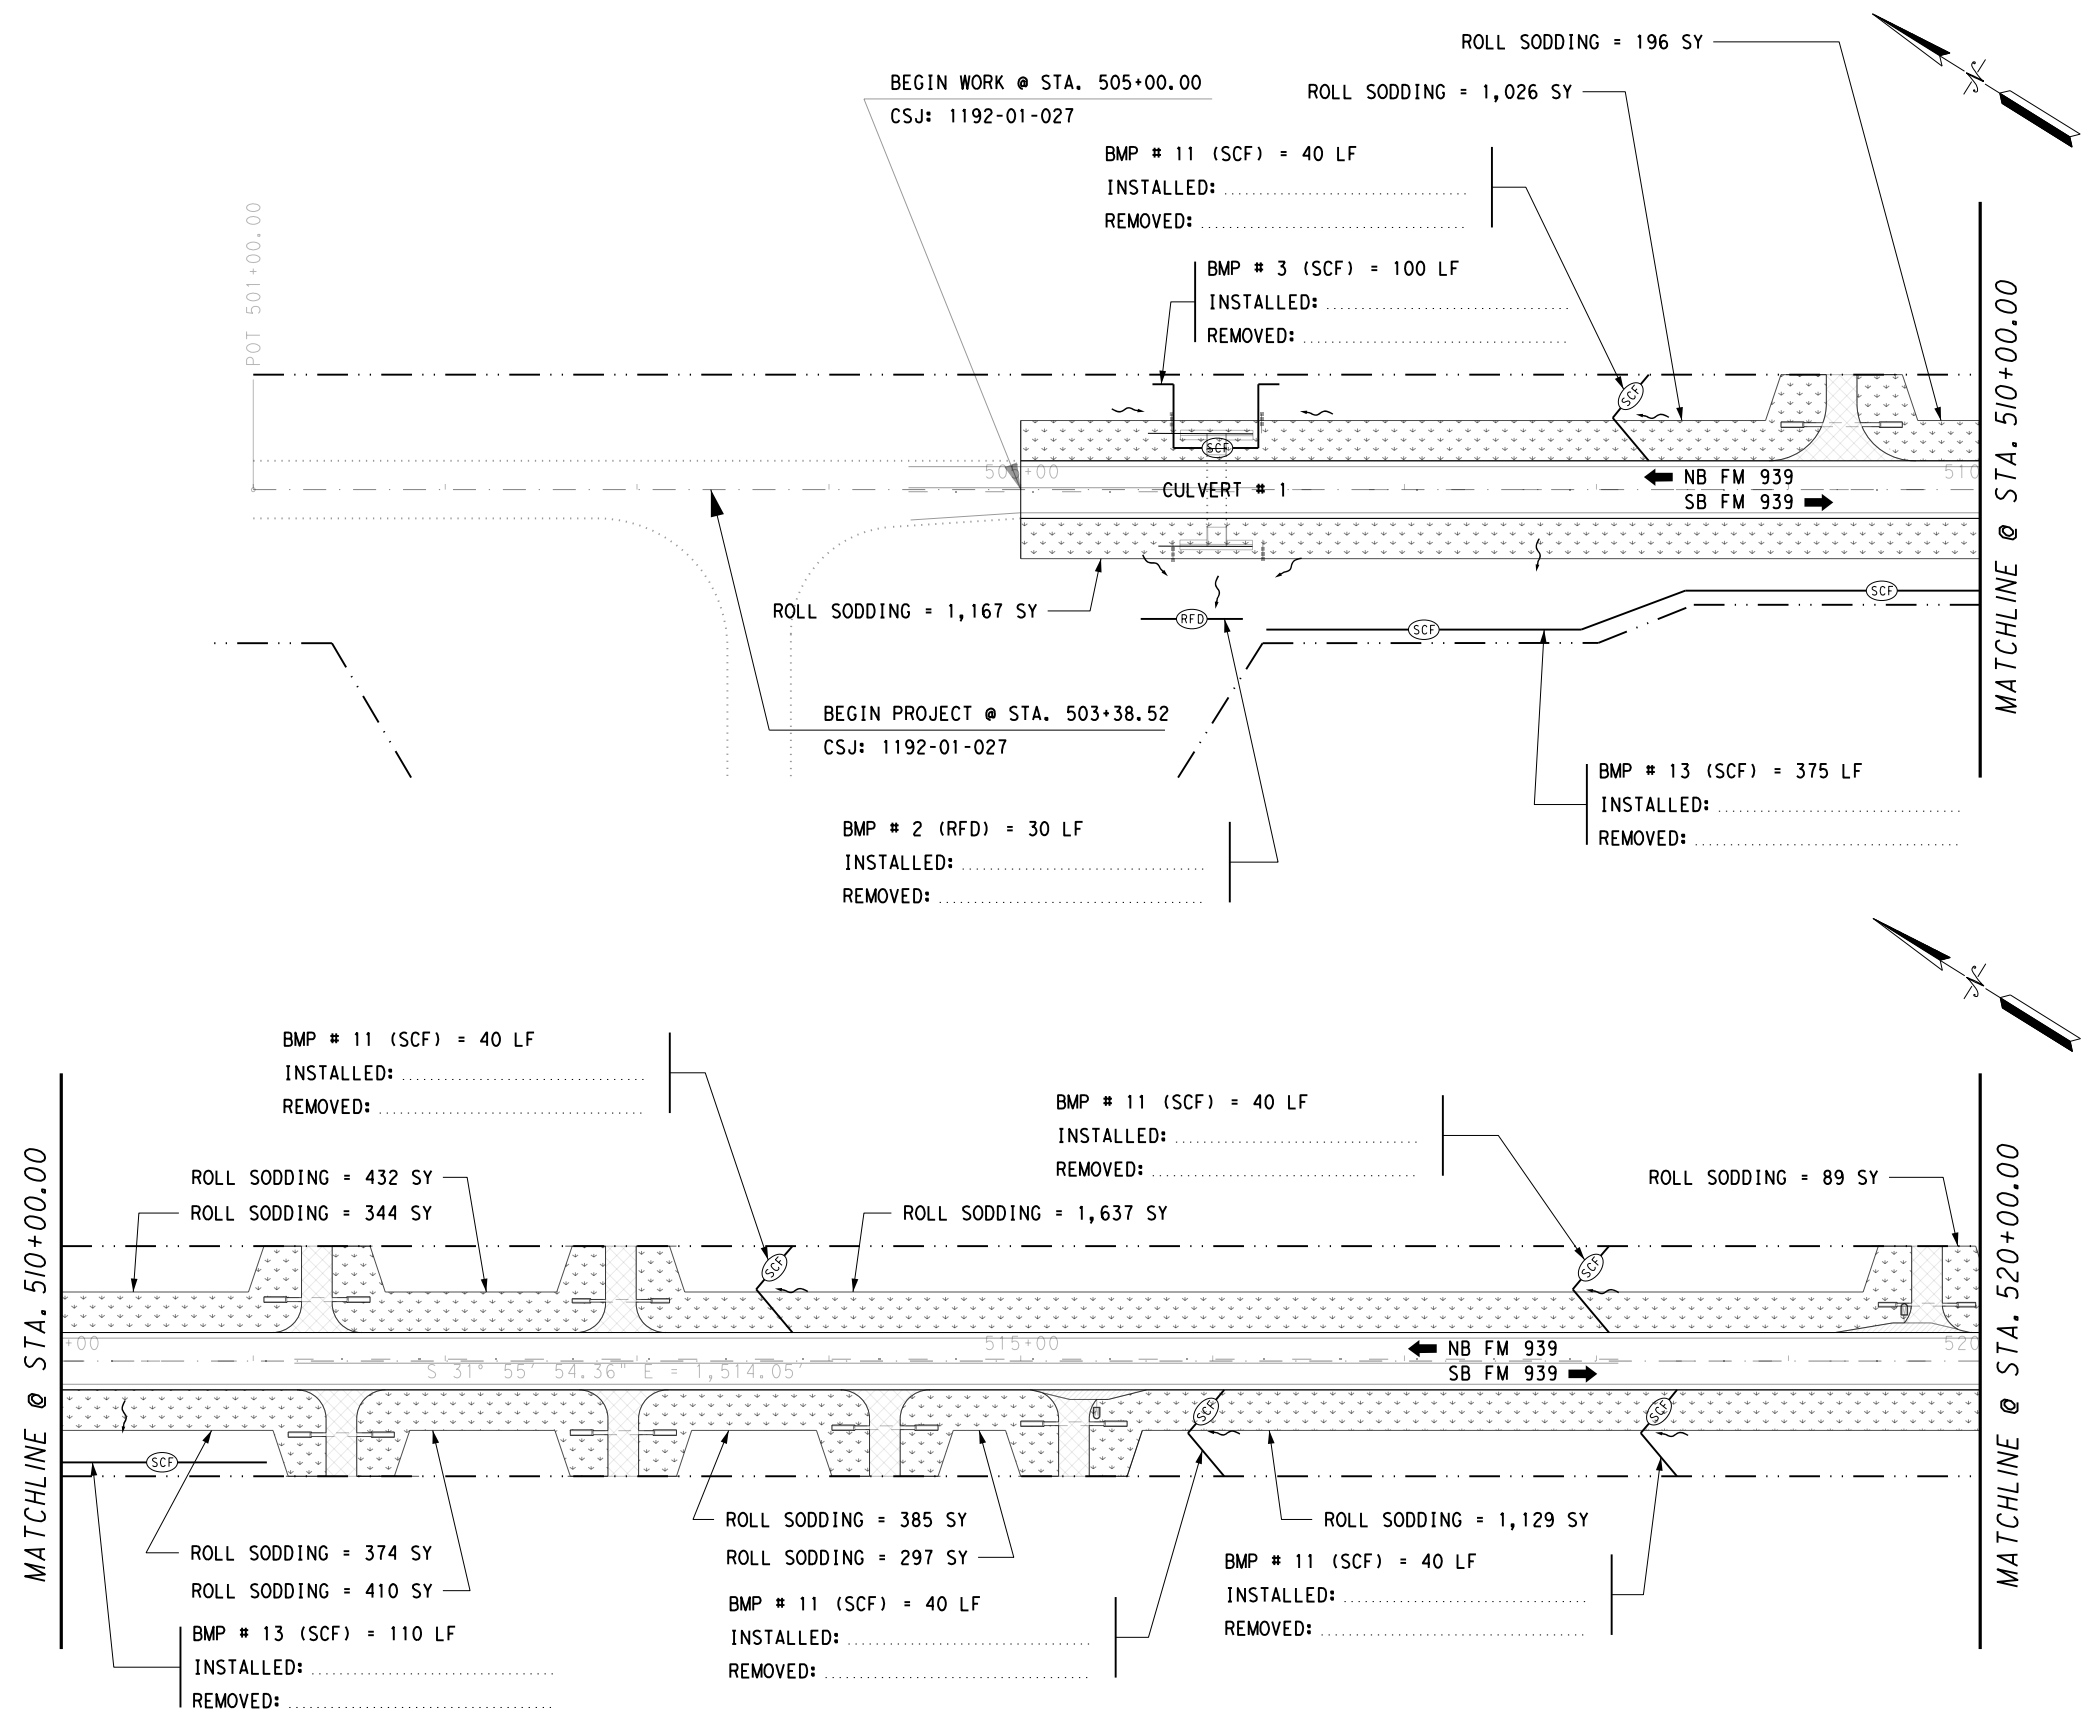 ROLL SODDING = 196 SY
BEGIN WORK @ STA. 505+00.00
CSJ: 1192-01-027
ROLL SODDING = 1,026 SY
BMP # 11 (SCF) = 40 LF
INSTALLED:
REMOVED:
BMP # 3 (SCF) = 100 LF
INSTALLED:
REMOVED:
POT 501+00.00
MATCHLINE @ STA. 510+00.00
SCF
SCF
505+00
510
NB FM 939
CULVERT # 1
SB FM 939
SCF
ROLL SODDING = 1,167 SY
RFD
SCF
BEGIN PROJECT @ STA. 503+38.52
CSJ: 1192-01-027
BMP # 13 (SCF) = 375 LF
INSTALLED:
REMOVED:
BMP # 2 (RFD) = 30 LF
INSTALLED:
REMOVED:
BMP # 11 (SCF) = 40 LF
INSTALLED:
REMOVED:
BMP # 11 (SCF) = 40 LF
INSTALLED:
REMOVED:
MATCHLINE @ STA. 510+00.00
MATCHLINE @ STA. 520+00.00
ROLL SODDING = 432 SY
ROLL SODDING = 89 SY
ROLL SODDING = 344 SY
ROLL SODDING = 1,637 SY
SCF
SCF
+00
515+00
520
NB FM 939
S 31° 55' 54.36" E = 1,514.05'
SB FM 939
SCF
SCF
SCF
ROLL SODDING = 385 SY
ROLL SODDING = 1,129 SY
ROLL SODDING = 374 SY
ROLL SODDING = 297 SY
ROLL SODDING = 410 SY
BMP # 11 (SCF) = 40 LF
INSTALLED:
REMOVED:
BMP # 11 (SCF) = 40 LF
INSTALLED:
REMOVED:
BMP # 13 (SCF) = 110 LF
INSTALLED:
REMOVED: